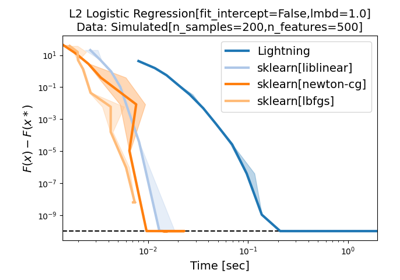 L2 Logistic Regression[fit_intercept=False,lmbd=1.0]
Data: Simulated[n_samples=200,n_features=500]
F(x) − F(x*)
10¹
10⁻¹
10⁻³
10⁻⁵
10⁻⁷
10⁻⁹
Lightning
sklearn[liblinear]
sklearn[newton-cg]
sklearn[lbfgs]
10⁻²
10⁻¹
10⁰
Time [sec]